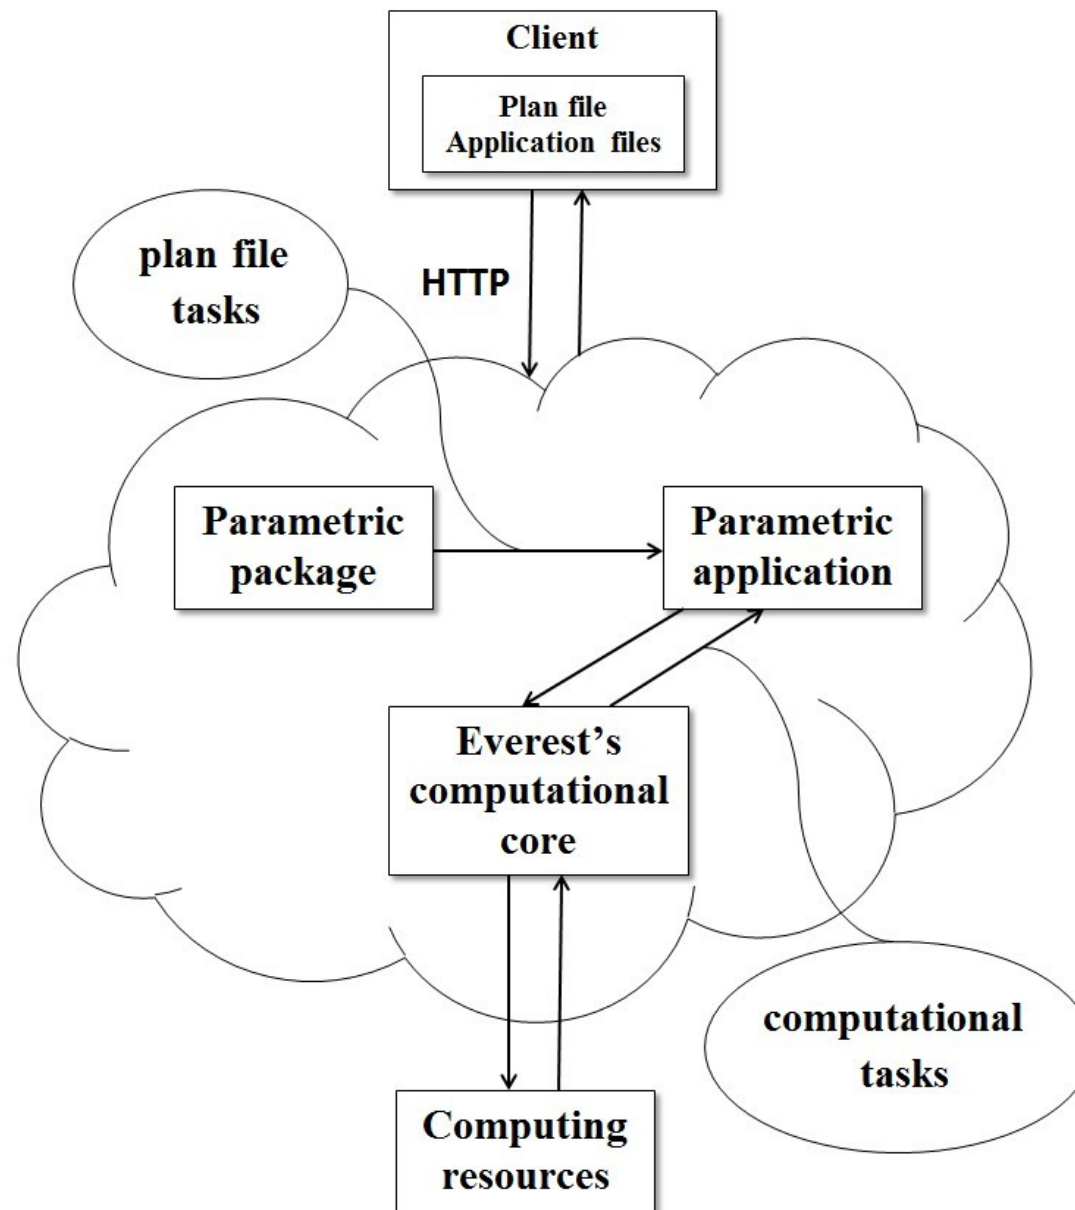 Client
Plan file
Application files
plan file
tasks
HTTP
Parametric
package
Parametric
application
Everest’s
computational
core
computational
tasks
Computing
resources